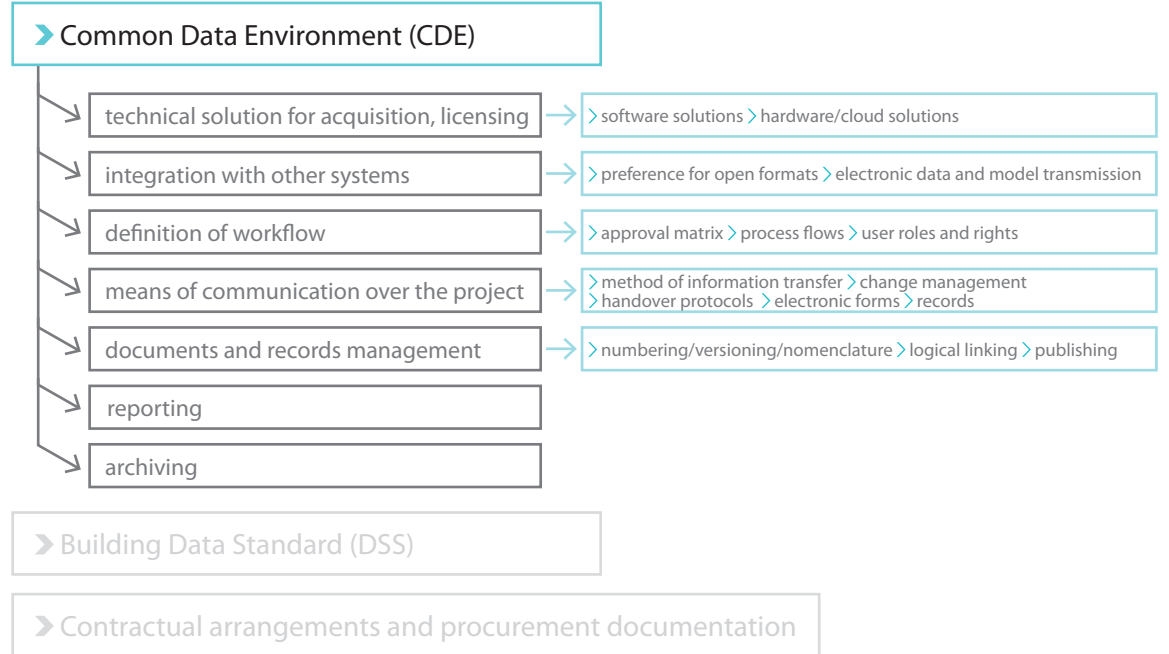 Common Data Environment (CDE)
technical solution for acquisition, licensing
software solutions hardware/cloud solutions
integration with other systems
preference for open formats electronic data and model transmission
definition of workflow
approval matrix process flows user roles and rights
means of communication over the project
method of information transfer change management
handover protocols electronic forms records
documents and records management
numbering/versioning/nomenclature logical linking publishing
reporting
archiving
Building Data Standard (DSS)
Contractual arrangements and procurement documentation